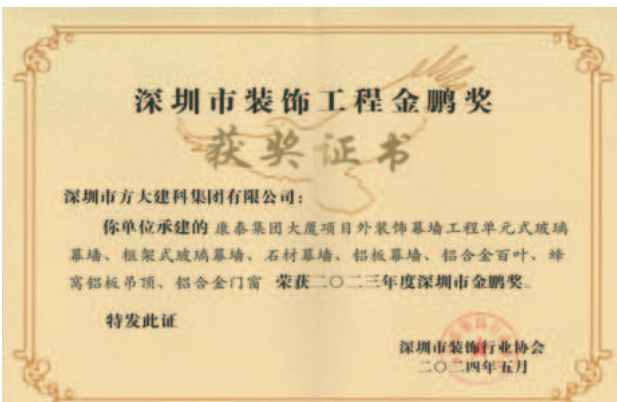 深圳市装饰工程金鹏奖
获奖证书
深圳市方大建科集团有限公司：
你单位承建的 康泰集团大厦项目外装饰幕墙工程单元式玻璃
幕墙、框架式玻璃幕墙、石材幕墙、铝板幕墙、铝合金百叶、蜂
窝铝板吊顶、铝合金门窗 荣获二〇二三年度深圳市金鹏奖。
特发此证
深圳市装饰行业协会
二〇二四年五月